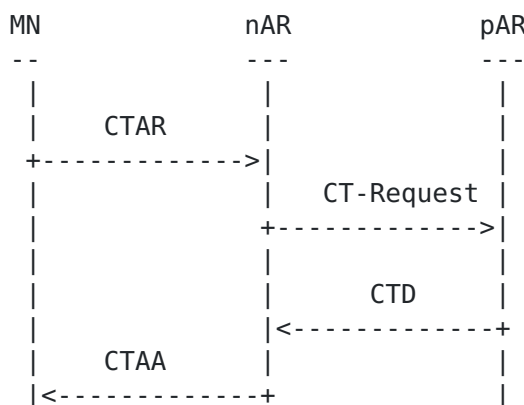 MN             nAR            pAR
--             ---            ---
 |              |              |
 |    CTAR      |              |
 +------------->|              |
 |              |   CT-Request |
 |              +------------->|
 |              |              |
 |              |      CTD     |
 |              |<-------------+
 |    CTAA      |              |
 |<-------------+              |